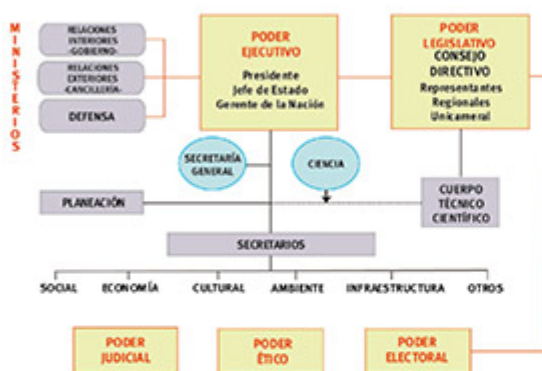 MINISTERIOS
RELACIONES
INTERIORES
-GOBIERNO-
RELACIONES
EXTERIORES
-CANCILLERÍA-
DEFENSA
PODER
EJECUTIVO
Presidente
Jefe de Estado
Gerente de la Nación
PODER
LEGISLATIVO
CONSEJO
DIRECTIVO
Representantes
Regionales
Unicameral
SECRETARÍA
GENERAL
CIENCIA
PLANEACIÓN
CUERPO
TÉCNICO
CIENTÍFICO
SECRETARIOS
SOCIAL
ECONOMÍA
CULTURAL
AMBIENTE
INFRAESTRUCTURA
OTROS
PODER
JUDICIAL
PODER
ÉTICO
PODER
ELECTORAL